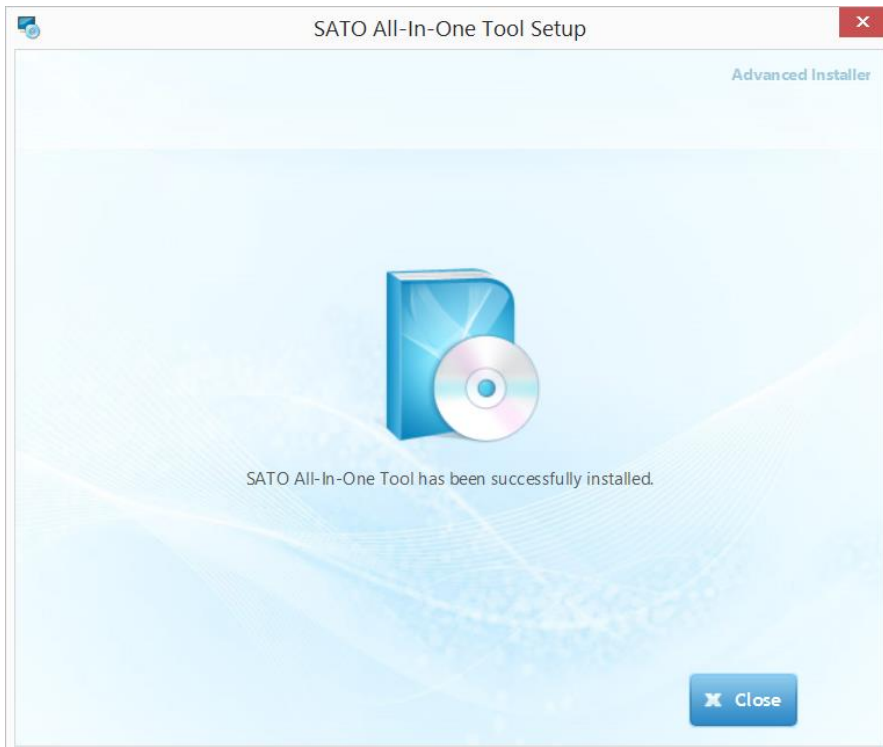 SATO All-In-One Tool Setup
Advanced Installer
SATO All-In-One Tool has been successfully installed.
Close